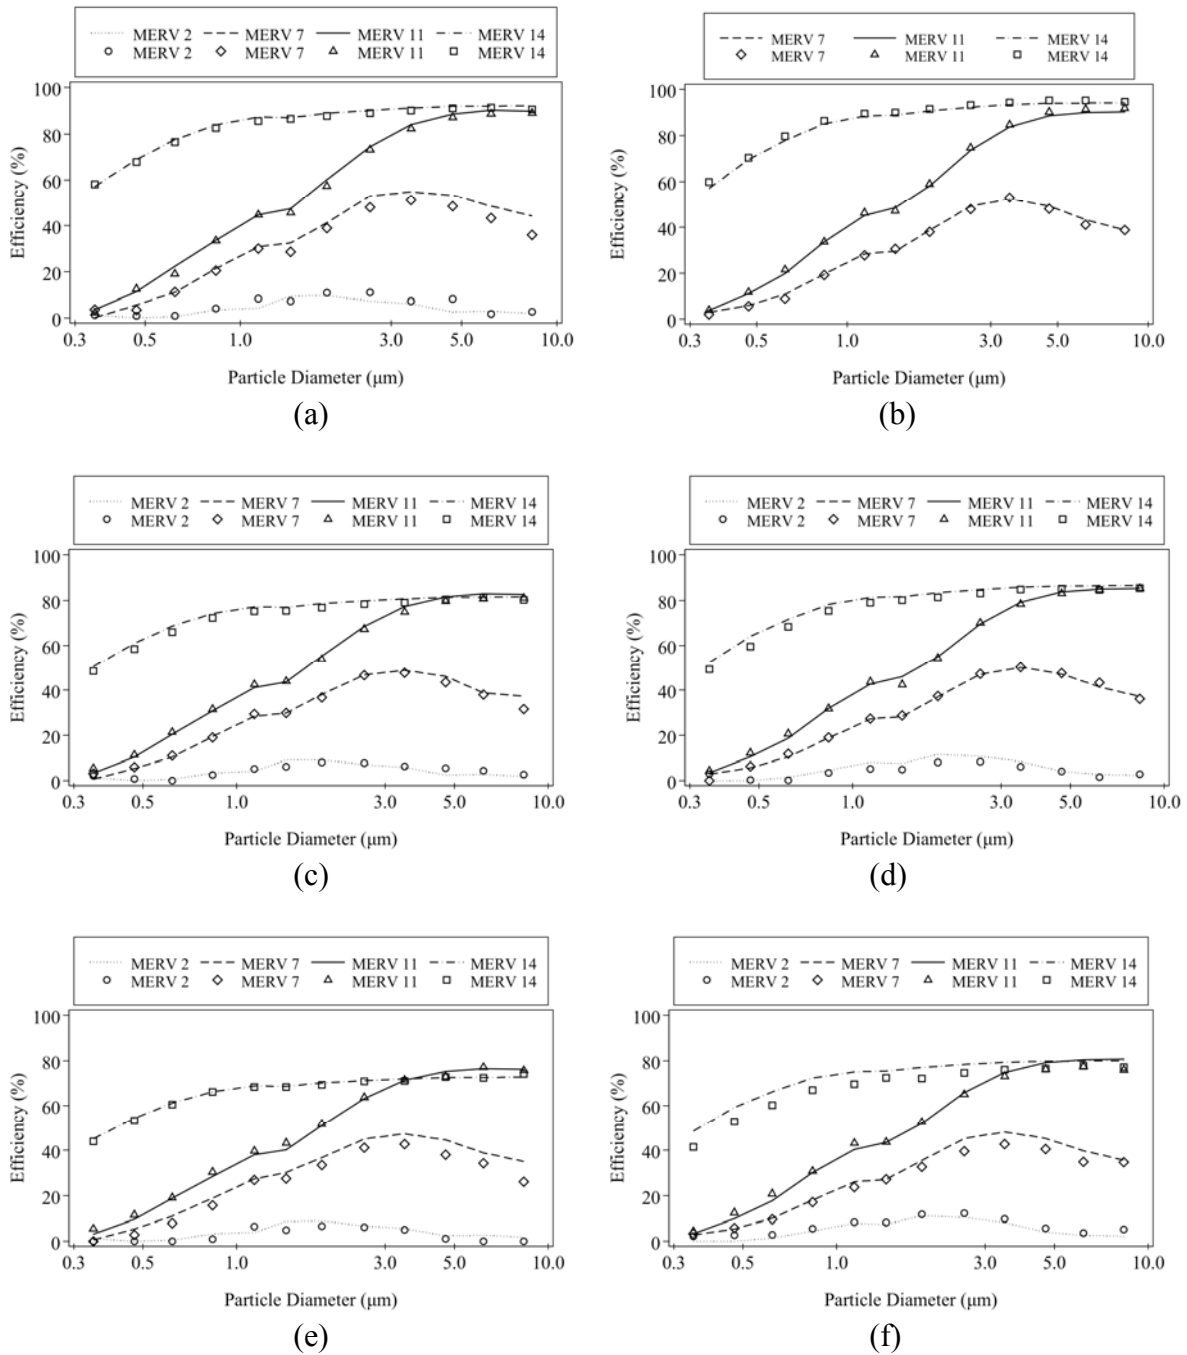 MERV 2 MERV 7 MERV 11 MERV 14
MERV 2 MERV 7 MERV 11 MERV 14
100
80
60
40
20
0
Efficiency (%)
0.3 0.5 1.0 3.0 5.0 10.0
Particle Diameter (μm)
(a)
MERV 7 MERV 11 MERV 14
MERV 7 MERV 11 MERV 14
100
80
60
40
20
0
Efficiency (%)
0.3 0.5 1.0 3.0 5.0 10.0
Particle Diameter (μm)
(b)
MERV 2 MERV 7 MERV 11 MERV 14
MERV 2 MERV 7 MERV 11 MERV 14
100
80
60
40
20
0
Efficiency (%)
0.3 0.5 1.0 3.0 5.0 10.0
Particle Diameter (μm)
(c)
MERV 2 MERV 7 MERV 11 MERV 14
MERV 2 MERV 7 MERV 11 MERV 14
100
80
60
40
20
0
Efficiency (%)
0.3 0.5 1.0 3.0 5.0 10.0
Particle Diameter (μm)
(d)
MERV 2 MERV 7 MERV 11 MERV 14
MERV 2 MERV 7 MERV 11 MERV 14
100
80
60
40
20
0
Efficiency (%)
0.3 0.5 1.0 3.0 5.0 10.0
Particle Diameter (μm)
(e)
MERV 2 MERV 7 MERV 11 MERV 14
MERV 2 MERV 7 MERV 11 MERV 14
100
80
60
40
20
0
Efficiency (%)
0.3 0.5 1.0 3.0 5.0 10.0
Particle Diameter (μm)
(f)